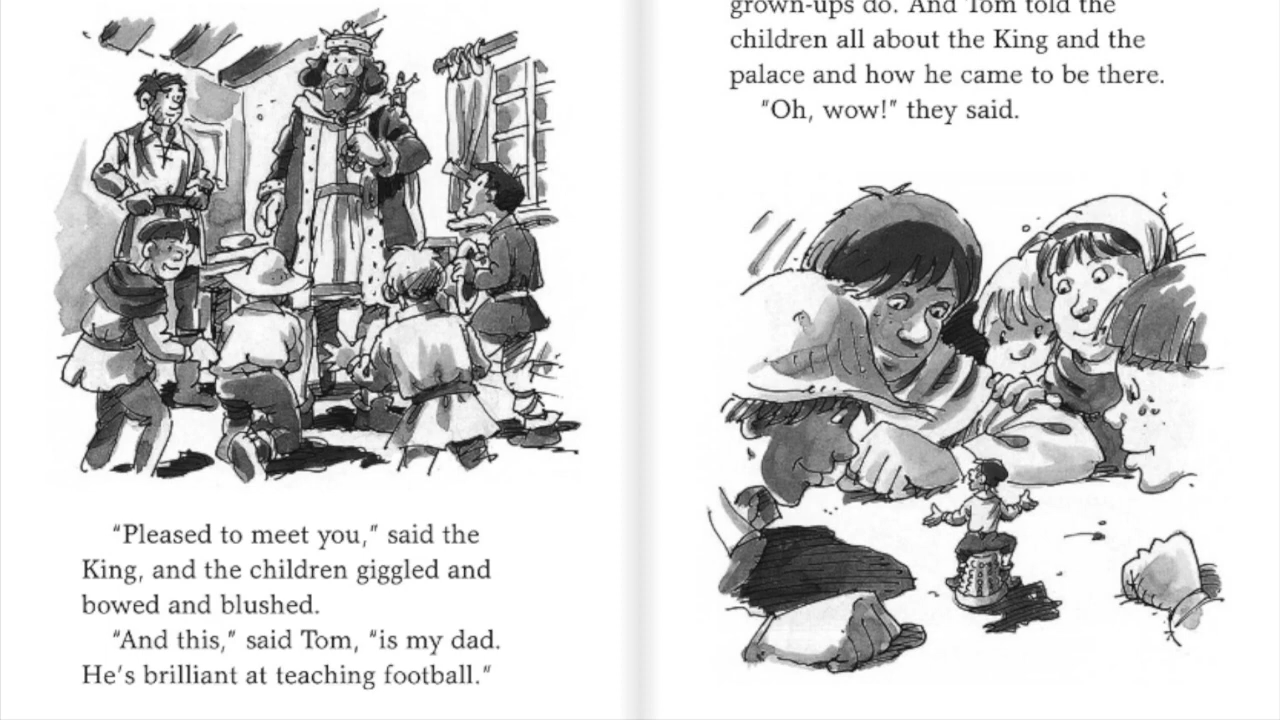 “Pleased to meet you,” said the
King, and the children giggled and
bowed and blushed.
“And this,” said Tom, “is my dad.
He’s brilliant at teaching football.”
grown-ups do. And Tom told the
children all about the King and the
palace and how he came to be there.
“Oh, wow!” they said.